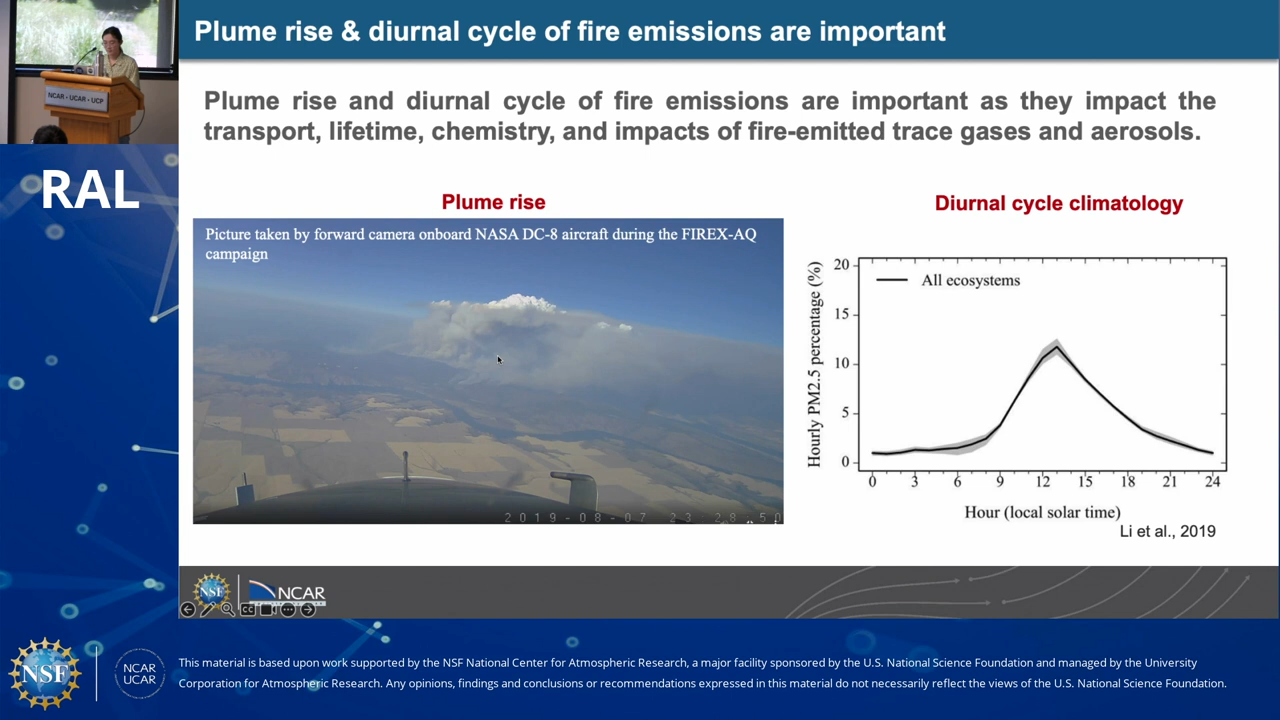 NCAR • UCAR • UCP
RAL
Plume rise & diurnal cycle of fire emissions are important
Plume rise and diurnal cycle of fire emissions are important as they impact the
transport, lifetime, chemistry, and impacts of fire-emitted trace gases and aerosols.
Plume rise
Picture taken by forward camera onboard NASA DC-8 aircraft during the FIREX-AQ
campaign
2019-08-07 23 28 50
Diurnal cycle climatology
Hourly PM2.5 percentage (%)
20
15
10
5
0
All ecosystems
0 3 6 9 12 15 18 21 24
Hour (local solar time)
Li et al., 2019
NSF
NCAR
CC
NSF
NCAR
UCAR
This material is based upon work supported by the NSF National Center for Atmospheric Research, a major facility sponsored by the U.S. National Science Foundation and managed by the University
Corporation for Atmospheric Research. Any opinions, findings and conclusions or recommendations expressed in this material do not necessarily reflect the views of the U.S. National Science Foundation.